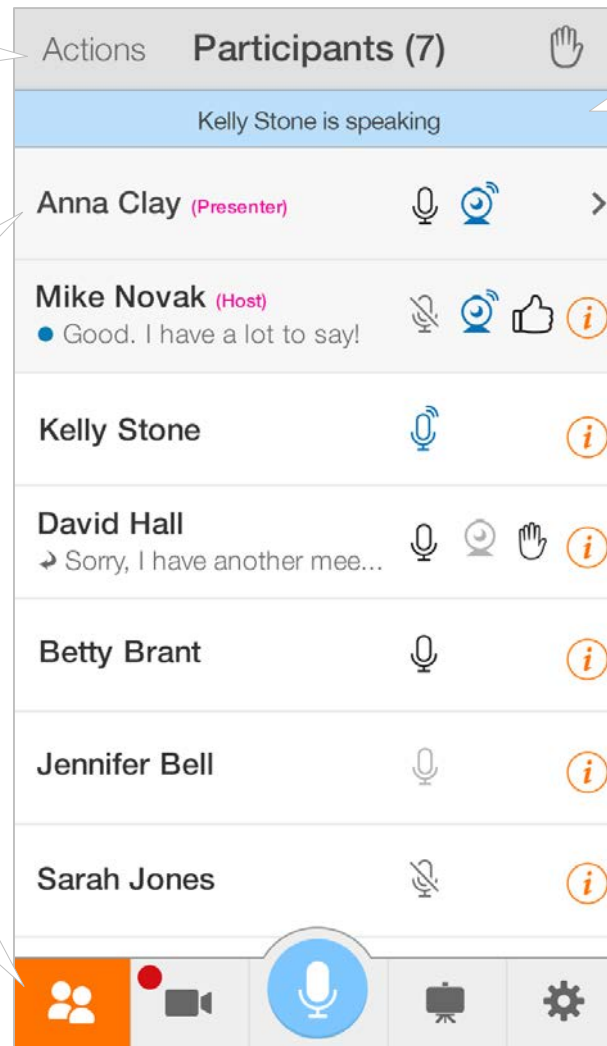 Actions Participants (7)
Kelly Stone is speaking
Anna Clay (Presenter)
Mike Novak (Host)
Good. I have a lot to say!
Kelly Stone
David Hall
Sorry, I have another mee...
Betty Brant
Jennifer Bell
Sarah Jones